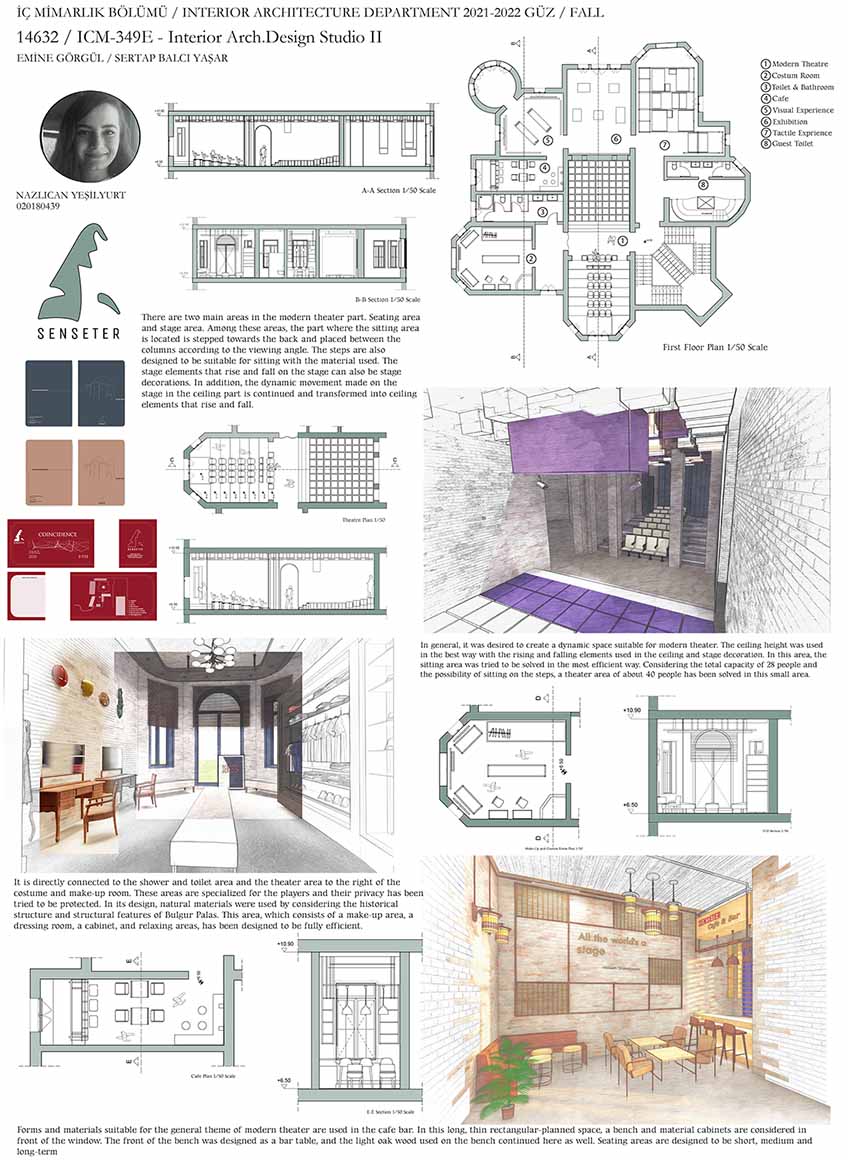 İÇ MİMARLIK BÖLÜMÜ / INTERIOR ARCHITECTURE DEPARTMENT 2021-2022 GÜZ / FALL
14632 / ICM-349E - Interior Arch.Design Studio II
EMİNE GÖRGÜL / SERTAP BALCI YAŞAR
NAZLICAN YEŞİLYURT
020180439
A-A Section 1/50 Scale
B-B Section 1/50 Scale
1 Modern Theatre
2 Costum Room
3 Toilet & Bathroom
4 Cafe
5 Visual Experience
6 Exhibition
7 Tactile Exprience
8 Guest Toilet
First Floor Plan 1/50 Scale
SENSETER
There are two main areas in the modern theater part. Seating area
and stage area. Among these areas, the part where the sitting area
is located is stepped towards the back and placed between the
columns according to the viewing angle. The steps are also
designed to be suitable for sitting with the material used. The
stage elements that rise and fall on the stage can also be stage
decorations. In addition, the dynamic movement made on the
stage in the ceiling part is continued and transformed into ceiling
elements that rise and fall.
Theatre Plan 1/50
COINCIDENCE
SENSETER
+10.90
In general, it was desired to create a dynamic space suitable for modern theater. The ceiling height was used
in the best way with the rising and falling elements used in the ceiling and stage decoration. In this area, the
sitting area was tried to be solved in the most efficient way. Considering the total capacity of 28 people and
the possibility of sitting on the steps, a theater area of about 40 people has been solved in this small area.
D
D
+10.90
+6.50
It is directly connected to the shower and toilet area and the theater area to the right of the
costume and make-up room. These areas are specialized for the players and their privacy has been
tried to be protected. In its design, natural materials were used by considering the historical
structure and structural features of Bulgur Palas. This area, which consists of a make-up area, a
dressing room, a cabinet, and relaxing areas, has been designed to be fully efficient.
E
E
Cafe Plan 1/50 Scale
+10.90
+6.50
E-E Section 1/50 Scale
All the world's a
stage
SENSETER
Cafe & Bar
Forms and materials suitable for the general theme of modern theater are used in the cafe bar. In this long, thin rectangular-planned space, a bench and material cabinets are considered in
front of the window. The front of the bench was designed as a bar table, and the light oak wood used on the bench continued here as well. Seating areas are designed to be short, medium and
long-term